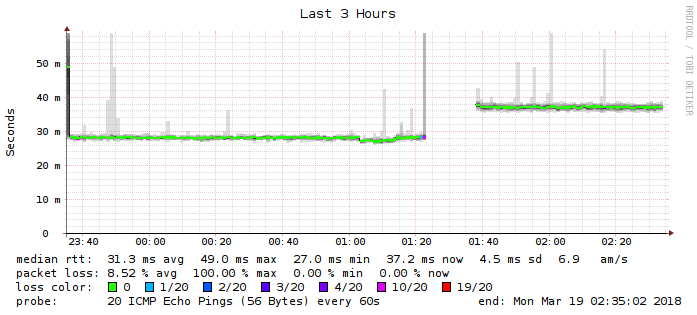 Last 3 Hours
RRDTOOL / TOBI OETIKER
Seconds
50 m
40 m
30 m
20 m
10 m
0
23:40 00:00 00:20 00:40 01:00 01:20 01:40 02:00 02:20
median rtt: 31.3 ms avg 49.0 ms max 27.0 ms min 37.2 ms now 4.5 ms sd 6.9 am/s
packet loss: 8.52 % avg 100.00 % max 0.00 % min 0.00 % now
loss color: 0 1/20 2/20 3/20 4/20 10/20 19/20
probe: 20 ICMP Echo Pings (56 Bytes) every 60s end: Mon Mar 19 02:35:02 2018